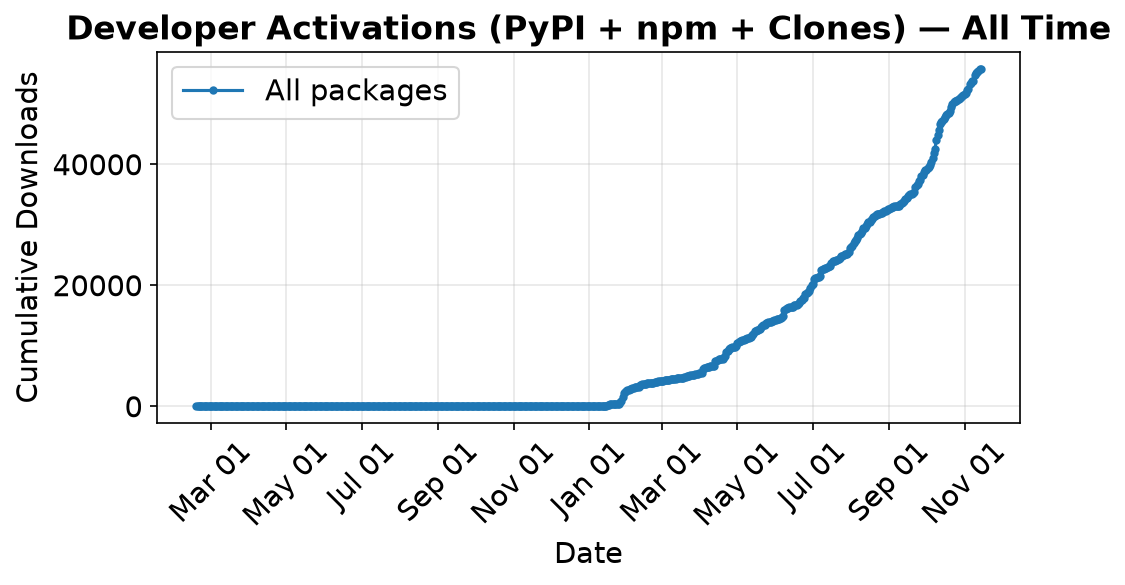 Developer Activations (PyPI + npm + Clones) — All Time
All packages
Cumulative Downloads
40000
20000
0
Mar 01
May 01
Jul 01
Sep 01
Nov 01
Jan 01
Mar 01
May 01
Jul 01
Sep 01
Nov 01
Date